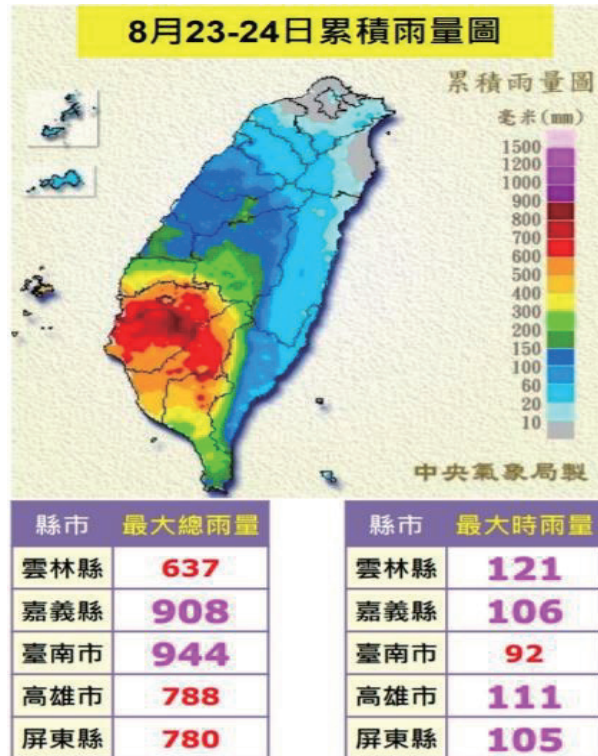 8月23-24日累積雨量圖
累積雨量圖
毫米(mm)
1500
1200
1000
900
800
700
600
500
400
300
200
150
100
60
20
10
中央氣象局製
縣市 最大總雨量
雲林縣 637
嘉義縣 908
臺南市 944
高雄市 788
屏東縣 780
縣市 最大時雨量
雲林縣 121
嘉義縣 106
臺南市 92
高雄市 111
屏東縣 105